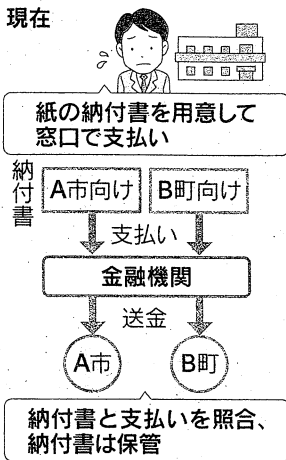 現在
紙の納付書を用意して
窓口で支払い
納付書
A市向け
B町向け
支払い
金融機関
送金
A市
B町
納付書と支払いを照合、
納付書は保管